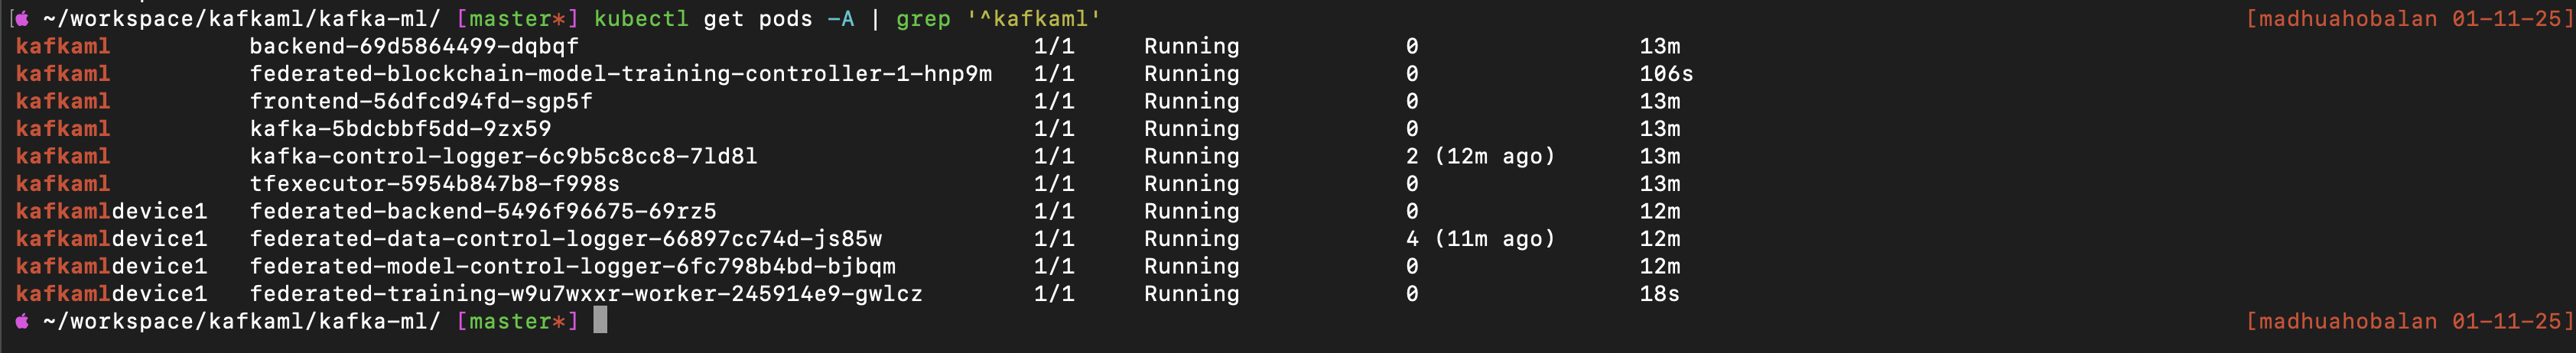 ~/workspace/kafkaml/kafka-ml/ [master*] kubectl get pods -A | grep '^kafkaml' [madhuahobalan 01-11-25]
kafkaml backend-69d5864499-dqbqf 1/1 Running 0 13m
kafkaml federated-blockchain-model-training-controller-1-hnp9m 1/1 Running 0 106s
kafkaml frontend-56dfcd94fd-sgp5f 1/1 Running 0 13m
kafkaml kafka-5bdcbbf5dd-9zx59 1/1 Running 0 13m
kafkaml kafka-control-logger-6c9b5c8cc8-7ld8l 1/1 Running 2 (12m ago) 13m
kafkaml tfexecutor-5954b847b8-f998s 1/1 Running 0 13m
kafkamldevice1 federated-backend-5496f96675-69rz5 1/1 Running 0 12m
kafkamldevice1 federated-data-control-logger-66897cc74d-js85w 1/1 Running 4 (11m ago) 12m
kafkamldevice1 federated-model-control-logger-6fc798b4bd-bjbqm 1/1 Running 0 12m
kafkamldevice1 federated-training-w9u7wxxr-worker-245914e9-gwlcz 1/1 Running 0 18s
~/workspace/kafkaml/kafka-ml/ [master*] [madhuahobalan 01-11-25]